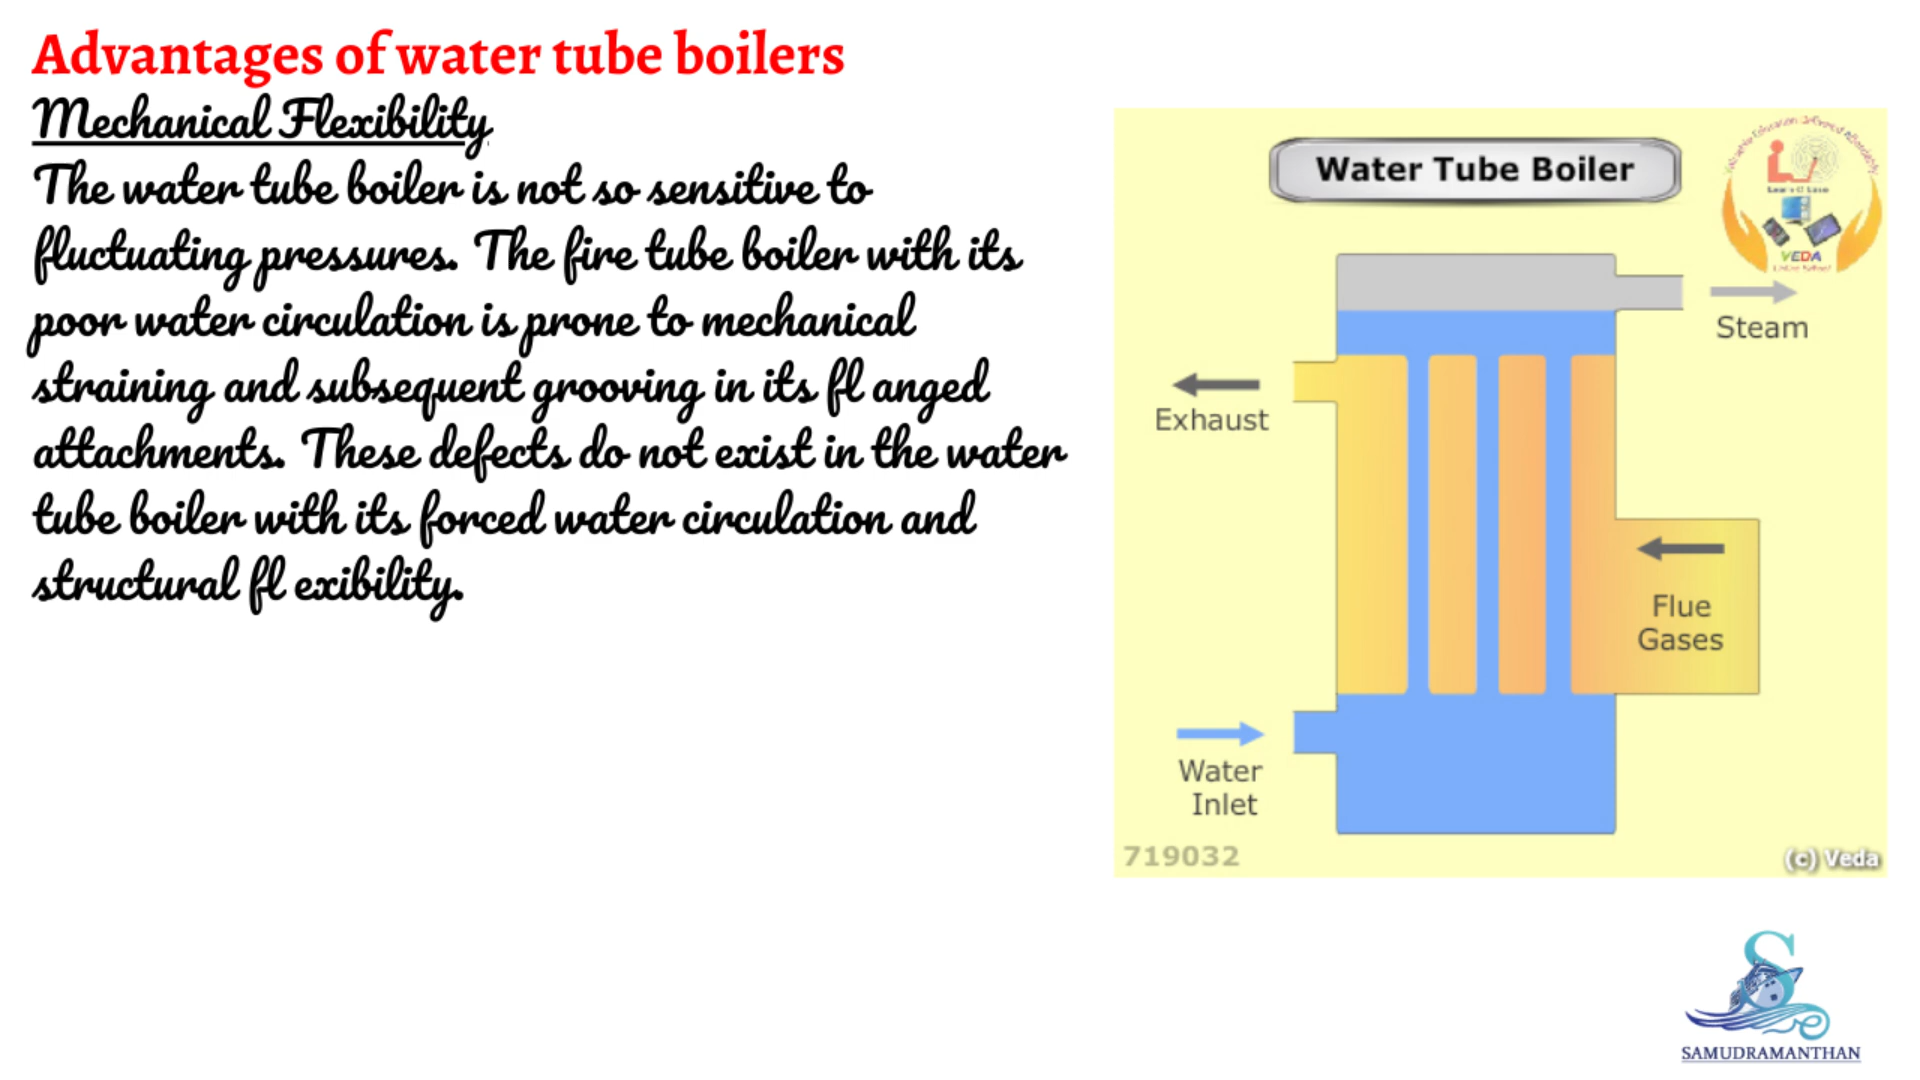 Advantages of water tube boilers
Mechanical Flexibility
The water tube boiler is not so sensitive to
fluctuating pressures. The fire tube boiler with its
poor water circulation is prone to mechanical
straining and subsequent grooving in its fl anged
attachments. These defects do not exist in the water
tube boiler with its forced water circulation and
structural fl exibility.
Water Tube Boiler
VEDA
Steam
Exhaust
Flue
Gases
Water
Inlet
719032
(c) Veda
SAMUDRAMANTHAN